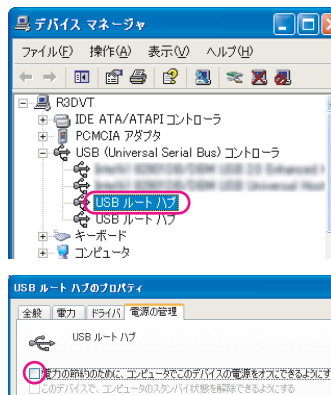 デバイス マネージャ
ファイル(F) 操作(A) 表示(V) ヘルプ(H)
R3DVT
IDE ATA/ATAPI コントローラ
PCMCIA アダプタ
USB (Universal Serial Bus) コントローラ
USB ルート ハブ
USB ルート ハブ
キーボード
コンピュータ
USB ルート ハブのプロパティ
全般 電力 ドライバ 電源の管理
USB ルート ハブ
電力の節約のために、コンピュータでこのデバイスの電源をオフにできるようにす
このデバイスで、コンピュータのスタンバイ状態を解除できるようにする